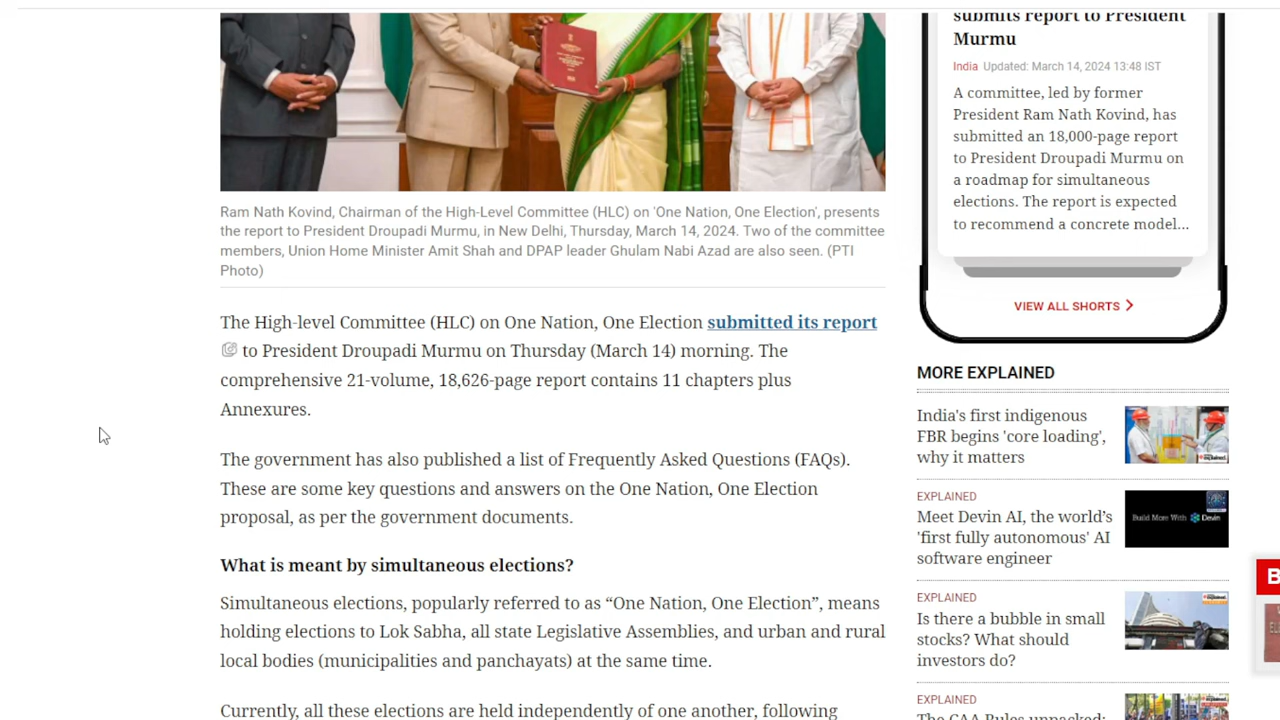 Ram Nath Kovind, Chairman of the High-Level Committee (HLC) on 'One Nation, One Election', presents
the report to President Droupadi Murmu, in New Delhi, Thursday, March 14, 2024. Two of the committee
members, Union Home Minister Amit Shah and DPAP leader Ghulam Nabi Azad are also seen. (PTI
Photo)
The High-level Committee (HLC) on One Nation, One Election submitted its report
to President Droupadi Murmu on Thursday (March 14) morning. The
comprehensive 21-volume, 18,626-page report contains 11 chapters plus
Annexures.
The government has also published a list of Frequently Asked Questions (FAQs).
These are some key questions and answers on the One Nation, One Election
proposal, as per the government documents.
What is meant by simultaneous elections?
Simultaneous elections, popularly referred to as “One Nation, One Election”, means
holding elections to Lok Sabha, all state Legislative Assemblies, and urban and rural
local bodies (municipalities and panchayats) at the same time.
Currently, all these elections are held independently of one another, following
submits report to President
Murmu
India Updated: March 14, 2024 13:48 IST
A committee, led by former
President Ram Nath Kovind, has
submitted an 18,000-page report
to President Droupadi Murmu on
a roadmap for simultaneous
elections. The report is expected
to recommend a concrete model...
VIEW ALL SHORTS
MORE EXPLAINED
India's first indigenous
FBR begins 'core loading',
why it matters
EXPLAINED
Meet Devin AI, the world’s
'first fully autonomous' AI
software engineer
Build More With Devin
EXPLAINED
Is there a bubble in small
stocks? What should
investors do?
EXPLAINED
The CAA Rules unpacked:
B